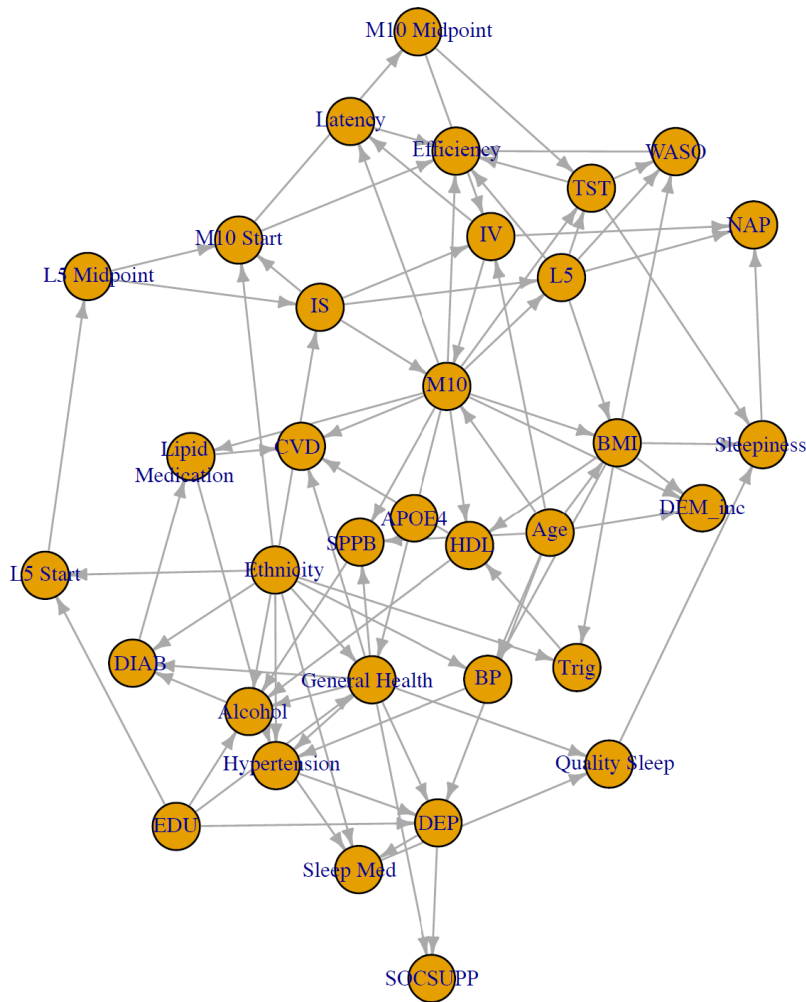 M10 Midpoint
Latency
Efficiency
WASO
TST
NAP
M10 Start
IV
L5 Midpoint
L5
IS
M10
Lipid
Medication
CVD
BMI
Sleepiness
DEM_inc
APOE4
Age
SPPB
HDL
L5 Start
Ethnicity
DIAB
General Health
BP
Trig
Alcohol
Hypertension
Quality Sleep
EDU
DEP
Sleep Med
SOCSUPP